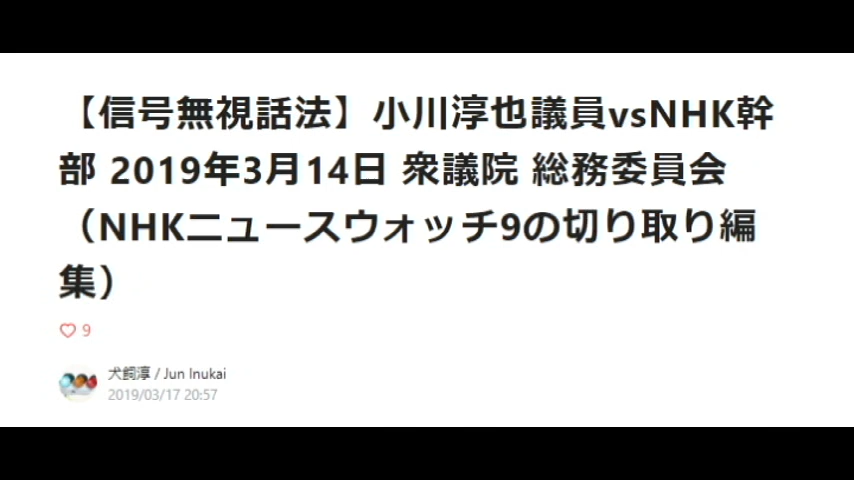 【信号無視話法】小川淳也議員vsNHK幹
部 2019年3月14日 衆議院 総務委員会
（NHKニュースウォッチ9の切り取り編
集）
9
犬飼淳 / Jun Inukai
2019/03/17 20:57